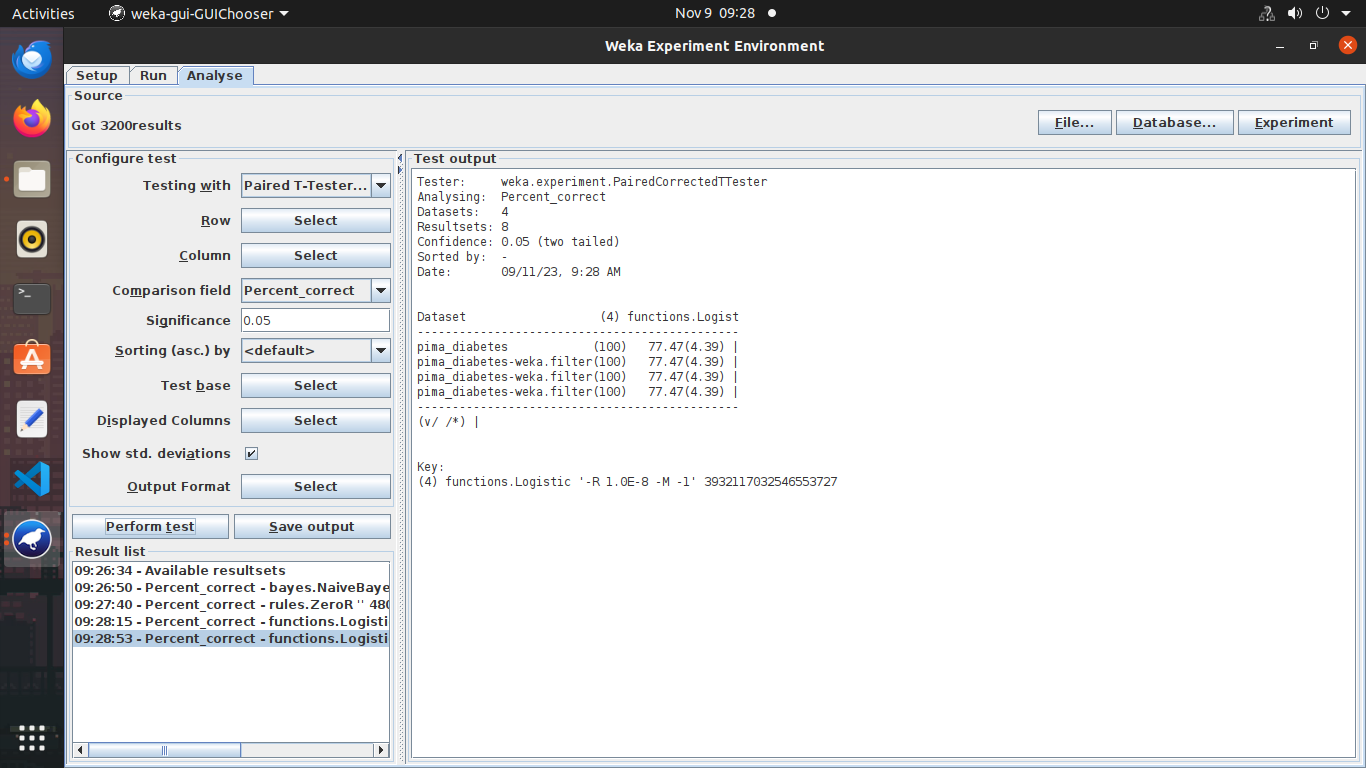 Activities
weka-gui-GUIChooser
Nov 9 09:28
Weka Experiment Environment
Setup
Run
Analyse
Source
Got 3200results
File...
Database...
Experiment
Configure test
Testing with
Paired T-Tester...
Row
Select
Column
Select
Comparison field
Percent_correct
Significance
0.05
Sorting (asc.) by
<default>
Test base
Select
Displayed Columns
Select
Show std. deviations
Output Format
Select
Perform test
Save output
Result list
09:26:34 - Available resultsets
09:26:50 - Percent_correct - bayes.NaiveBaye
09:27:40 - Percent_correct - rules.ZeroR '' 480
09:28:15 - Percent_correct - functions.Logisti
09:28:53 - Percent_correct - functions.Logisti
Test output
Tester: weka.experiment.PairedCorrectedTTester
Analysing: Percent_correct
Datasets: 4
Resultsets: 8
Confidence: 0.05 (two tailed)
Sorted by: -
Date: 09/11/23, 9:28 AM
Dataset (4) functions.Logist
-------------------------------------------
pima_diabetes (100) 77.47(4.39) |
pima_diabetes-weka.filter(100) 77.47(4.39) |
pima_diabetes-weka.filter(100) 77.47(4.39) |
pima_diabetes-weka.filter(100) 77.47(4.39) |
-------------------------------------------
(v/ /*) |
Key:
(4) functions.Logistic '-R 1.0E-8 -M -1' 3932117032546553727